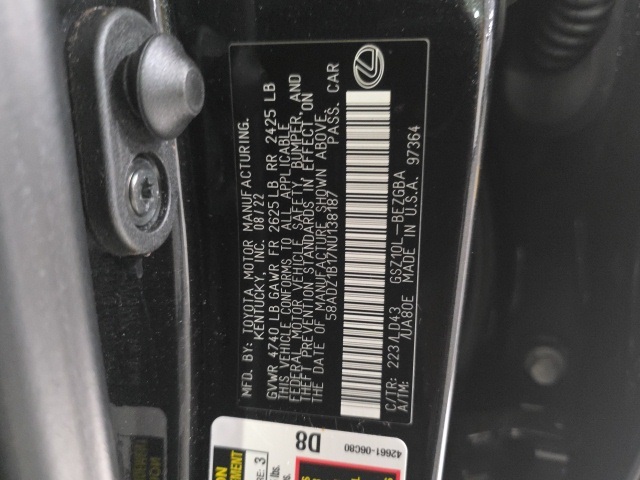 MFD. BY: TOYOTA MOTOR MANUFACTURING.
KENTUCKY, INC. 08/22
GVWR 4740 LB GAWR FR 2625 LB RR 2425 LB
THIS VEHICLE CONFORMS TO ALL APPLICABLE
FEDERAL MOTOR VEHICLE SAFETY, BUMPER, AND
THEFT PREVENTION STANDARDS IN EFFECT ON
THE DATE OF MANUFACTURE SHOWN ABOVE.
58ADZ1B17NU138187 PASS. CAR
C/TR: 223/LD43 GSZ10L-BEZGBA
A/TM: /UA80E MADE IN U.S.A. 97364
D8
42661-06C80
3
lbs.